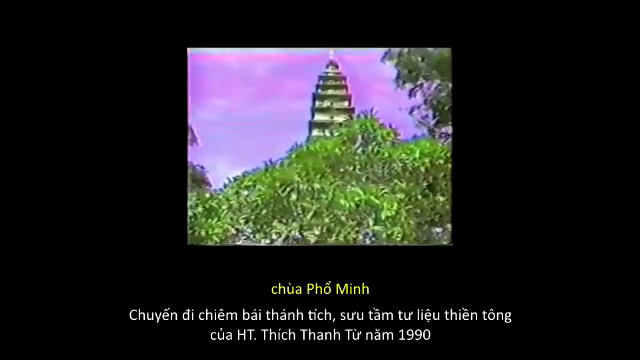 chùa Phổ Minh
Chuyến đi chiêm bái thánh tích, sưu tầm tư liệu thiền tông
của HT. Thích Thanh Từ năm 1990